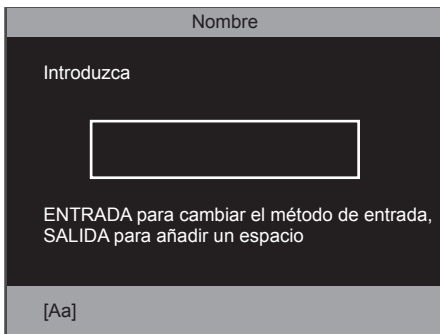 Nombre
Introduzca
ENTRADA para cambiar el método de entrada,
SALIDA para añadir un espacio
[Aa]